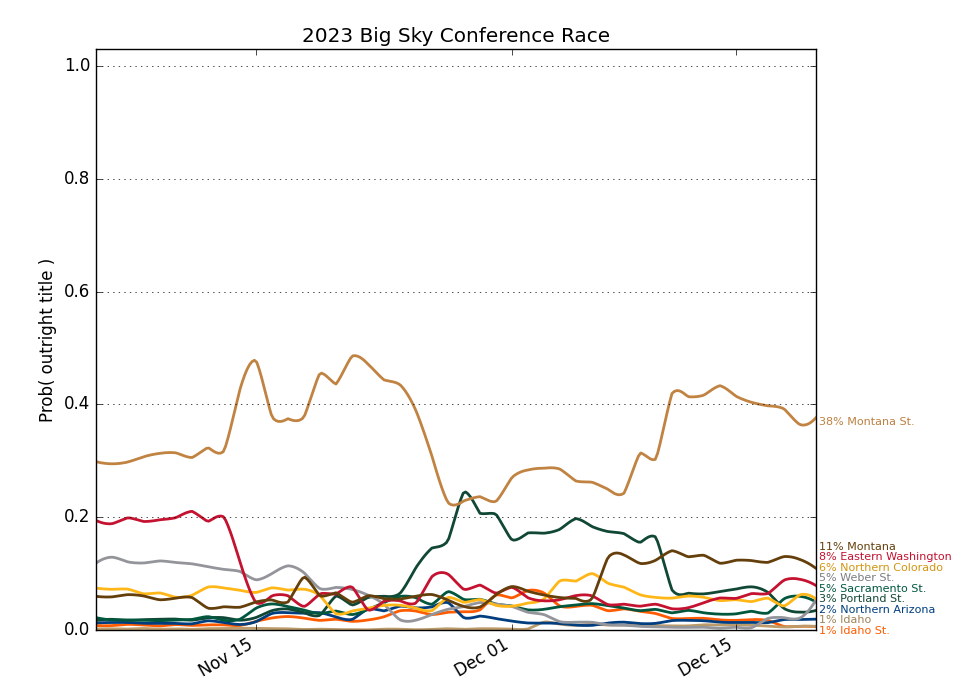 2023 Big Sky Conference Race
Prob( outright title )
1.0
0.8
0.6
0.4
0.2
0.0
Nov 15
Dec 01
Dec 15
38% Montana St.
11% Montana
8% Eastern Washington
6% Northern Colorado
5% Weber St.
5% Sacramento St.
3% Portland St.
2% Northern Arizona
1% Idaho
1% Idaho St.